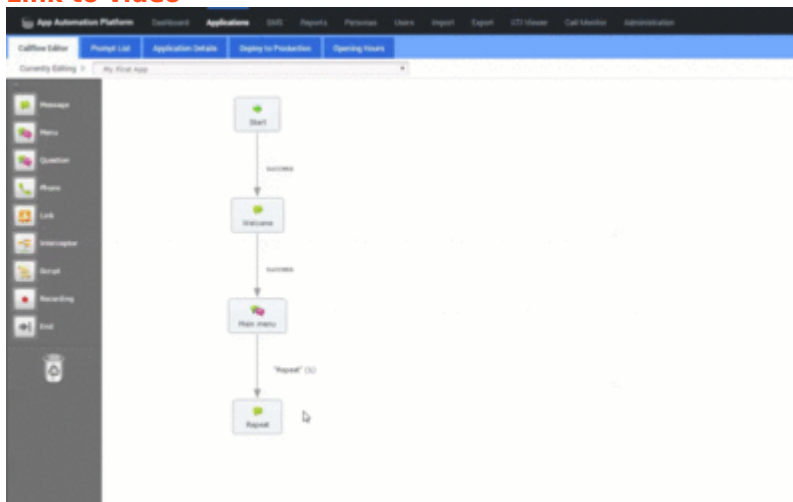 Link to Video
App Automation Platform Dashboard Applications SMS Reports Personas Users Import Export STI Viewer Call Monitor Administration
Callflow Editor Prompt List Application Details Deploy to Production Opening Hours
Currently Editing > My First App
Message
Menu
Question
Phone
Link
Interceptor
Script
Recording
End
Start
success
Welcome
success
Main menu
"Repeat" (1)
Repeat